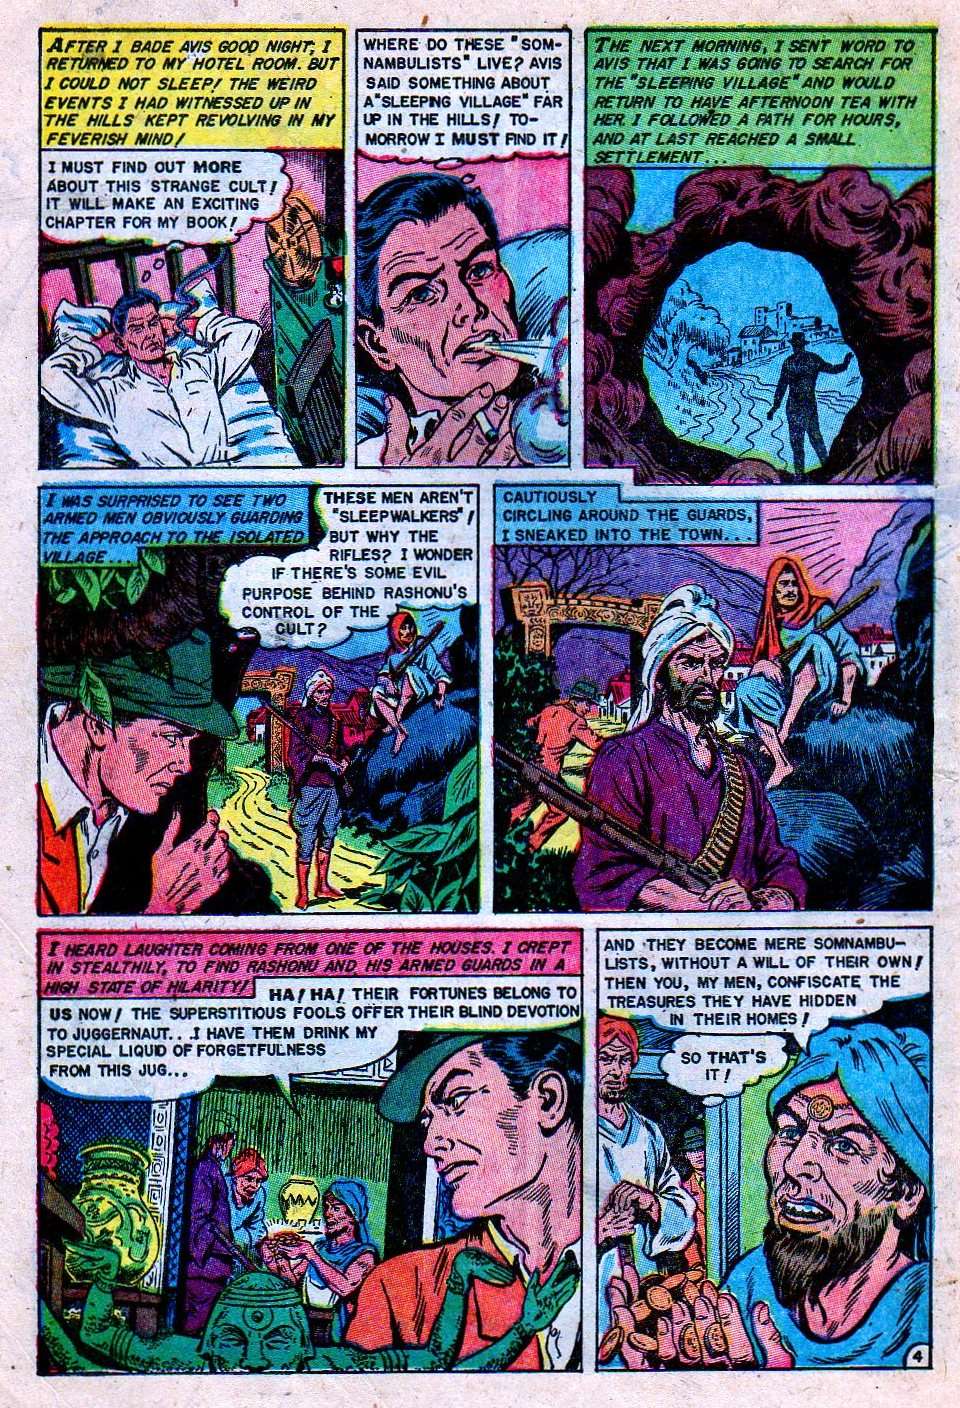 AFTER I BADE AVIS GOOD NIGHT, I
RETURNED TO MY HOTEL ROOM. BUT
I COULD NOT SLEEP! THE WEIRD
EVENTS I HAD WITNESSED UP IN
THE HILLS KEPT REVOLVING IN MY
FEVERISH MIND!
I MUST FIND OUT MORE
ABOUT THIS STRANGE CULT!
IT WILL MAKE AN EXCITING
CHAPTER FOR MY BOOK!
WHERE DO THESE "SOM-
NAMBULISTS" LIVE? AVIS
SAID SOMETHING ABOUT
A "SLEEPING VILLAGE" FAR
UP IN THE HILLS! TO-
MORROW I MUST FIND IT!
THE NEXT MORNING, I SENT WORD TO
AVIS THAT I WAS GOING TO SEARCH FOR
THE "SLEEPING VILLAGE" AND WOULD
RETURN TO HAVE AFTERNOON TEA WITH
HER. I FOLLOWED A PATH FOR HOURS,
AND AT LAST REACHED A SMALL
SETTLEMENT...
I WAS SURPRISED TO SEE TWO
ARMED MEN OBVIOUSLY GUARDING
THE APPROACH TO THE ISOLATED
VILLAGE...
THESE MEN AREN'T
"SLEEPWALKERS"!
BUT WHY THE
RIFLES? I WONDER
IF THERE'S SOME EVIL
PURPOSE BEHIND RASHONU'S
CONTROL OF THE
CULT?
CAUTIOUSLY
CIRCLING AROUND THE GUARDS,
I SNEAKED INTO THE TOWN...
I HEARD LAUGHTER COMING FROM ONE OF THE HOUSES. I CREPT
IN STEALTHILY, TO FIND RASHONU AND HIS ARMED GUARDS IN A
HIGH STATE OF HILARITY!
HA! HA! THEIR FORTUNES BELONG TO
US NOW! THE SUPERSTITIOUS FOOLS OFFER THEIR BLIND DEVOTION
TO JUGGERNAUT... I HAVE THEM DRINK MY
SPECIAL LIQUID OF FORGETFULNESS
FROM THIS JUG...
AND THEY BECOME MERE SOMNAMBU-
LISTS, WITHOUT A WILL OF THEIR OWN!
THEN YOU, MY MEN, CONFISCATE THE
TREASURES THEY HAVE HIDDEN
IN THEIR HOMES!
SO THAT'S
IT!
4